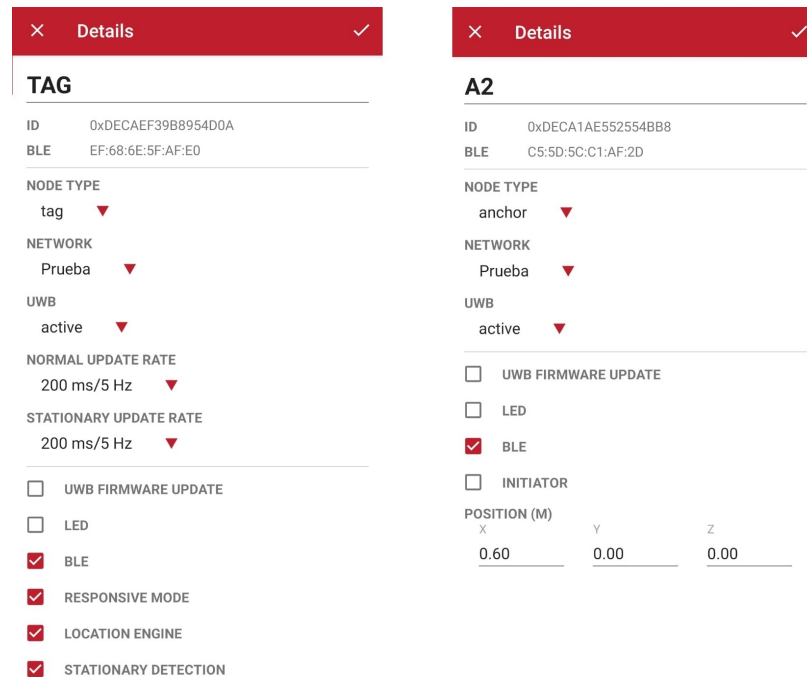 Details
TAG
ID 0xDECAEF39B8954D0A
BLE EF:68:6E:5F:AF:E0
NODE TYPE
tag
NETWORK
Prueba
UWB
active
NORMAL UPDATE RATE
200 ms/5 Hz
STATIONARY UPDATE RATE
200 ms/5 Hz
UWB FIRMWARE UPDATE
LED
BLE
RESPONSIVE MODE
LOCATION ENGINE
STATIONARY DETECTION
Details
A2
ID 0xDECA1AE552554BB8
BLE C5:5D:5C:C1:AF:2D
NODE TYPE
anchor
NETWORK
Prueba
UWB
active
UWB FIRMWARE UPDATE
LED
BLE
INITIATOR
POSITION (M)
X Y Z
0.60 0.00 0.00